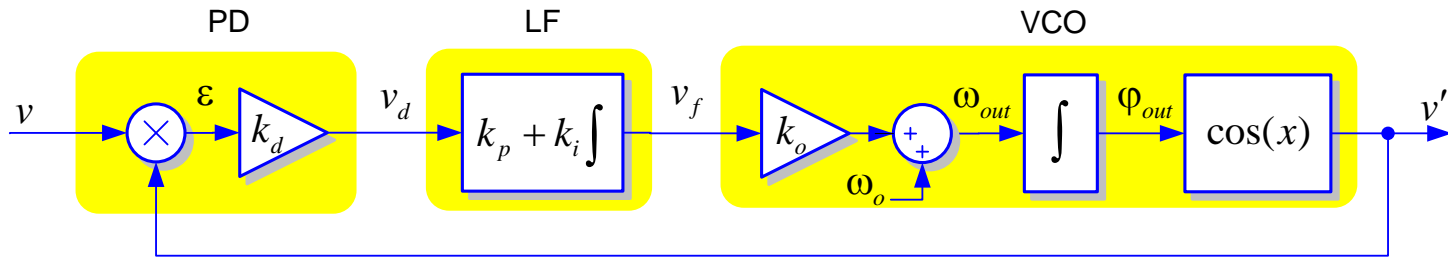 PD LF VCO
v ε k_d v_d k_p + k_i ∫ v_f k_o + + ω_o ω_out ∫ φ_out cos(x) v′